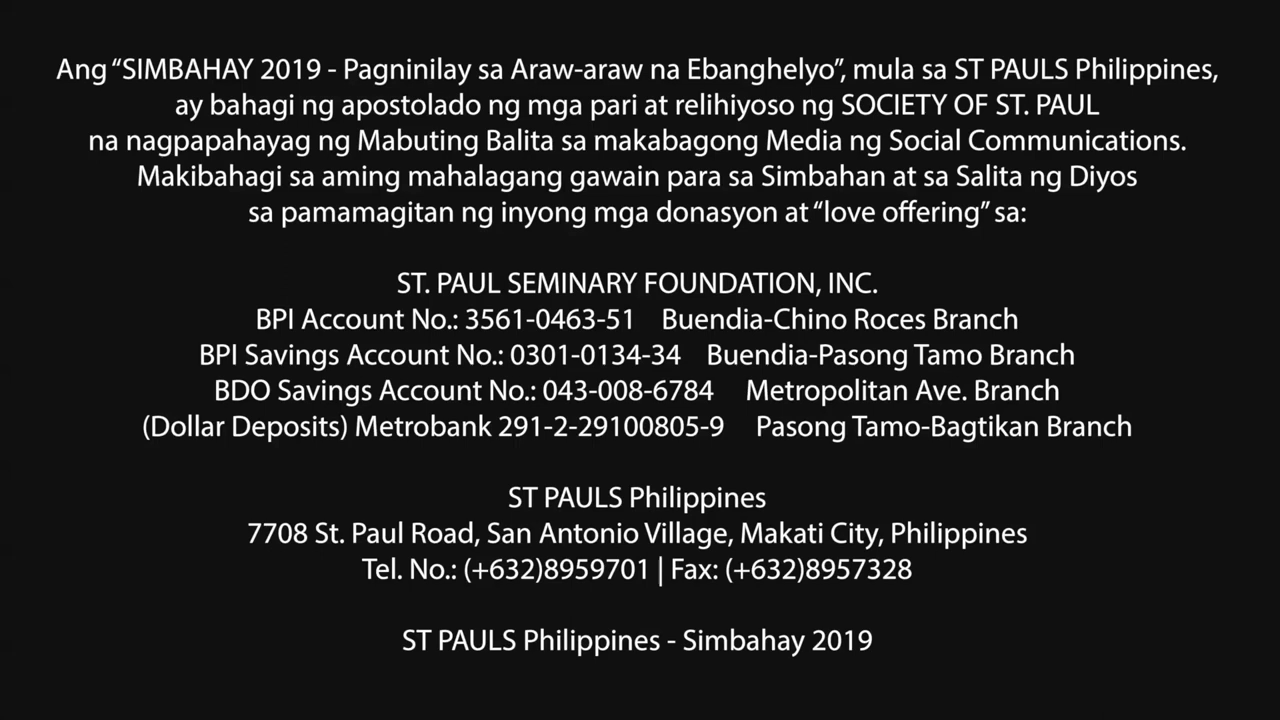 Ang “SIMBAHAY 2019 - Pagninilay sa Araw-araw na Ebanghelyo”, mula sa ST PAULS Philippines,
ay bahagi ng apostolado ng mga pari at relihiyoso ng SOCIETY OF ST. PAUL
na nagpapahayag ng Mabuting Balita sa makabagong Media ng Social Communications.
Makibahagi sa aming mahalagang gawain para sa Simbahan at sa Salita ng Diyos
sa pamamagitan ng inyong mga donasyon at “love offering” sa:
ST. PAUL SEMINARY FOUNDATION, INC.
BPI Account No.: 3561-0463-51 Buendia-Chino Roces Branch
BPI Savings Account No.: 0301-0134-34 Buendia-Pasong Tamo Branch
BDO Savings Account No.: 043-008-6784 Metropolitan Ave. Branch
(Dollar Deposits) Metrobank 291-2-29100805-9 Pasong Tamo-Bagtikan Branch
ST PAULS Philippines
7708 St. Paul Road, San Antonio Village, Makati City, Philippines
Tel. No.: (+632)8959701 | Fax: (+632)8957328
ST PAULS Philippines - Simbahay 2019